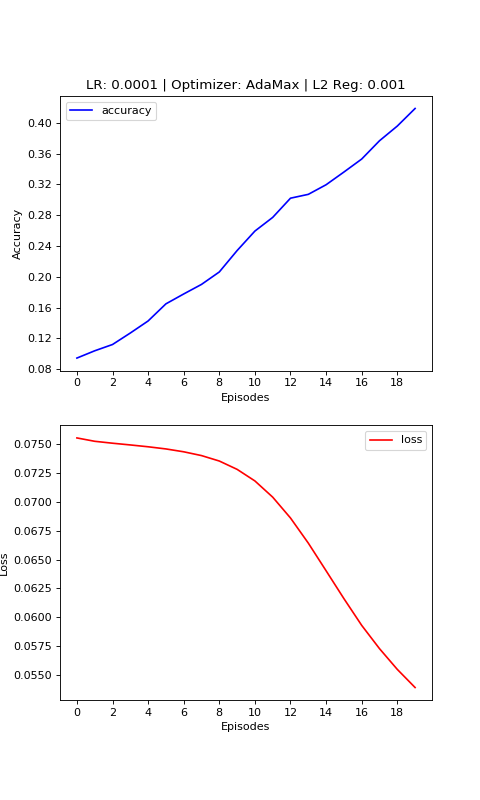 LR: 0.0001 | Optimizer: AdaMax | L2 Reg: 0.001
accuracy
0.40
0.36
0.32
0.28
0.24
0.20
0.16
0.12
0.08
Accuracy
0 2 4 6 8 10 12 14 16 18
Episodes
loss
0.0750
0.0725
0.0700
0.0675
0.0650
0.0625
0.0600
0.0575
0.0550
Loss
0 2 4 6 8 10 12 14 16 18
Episodes